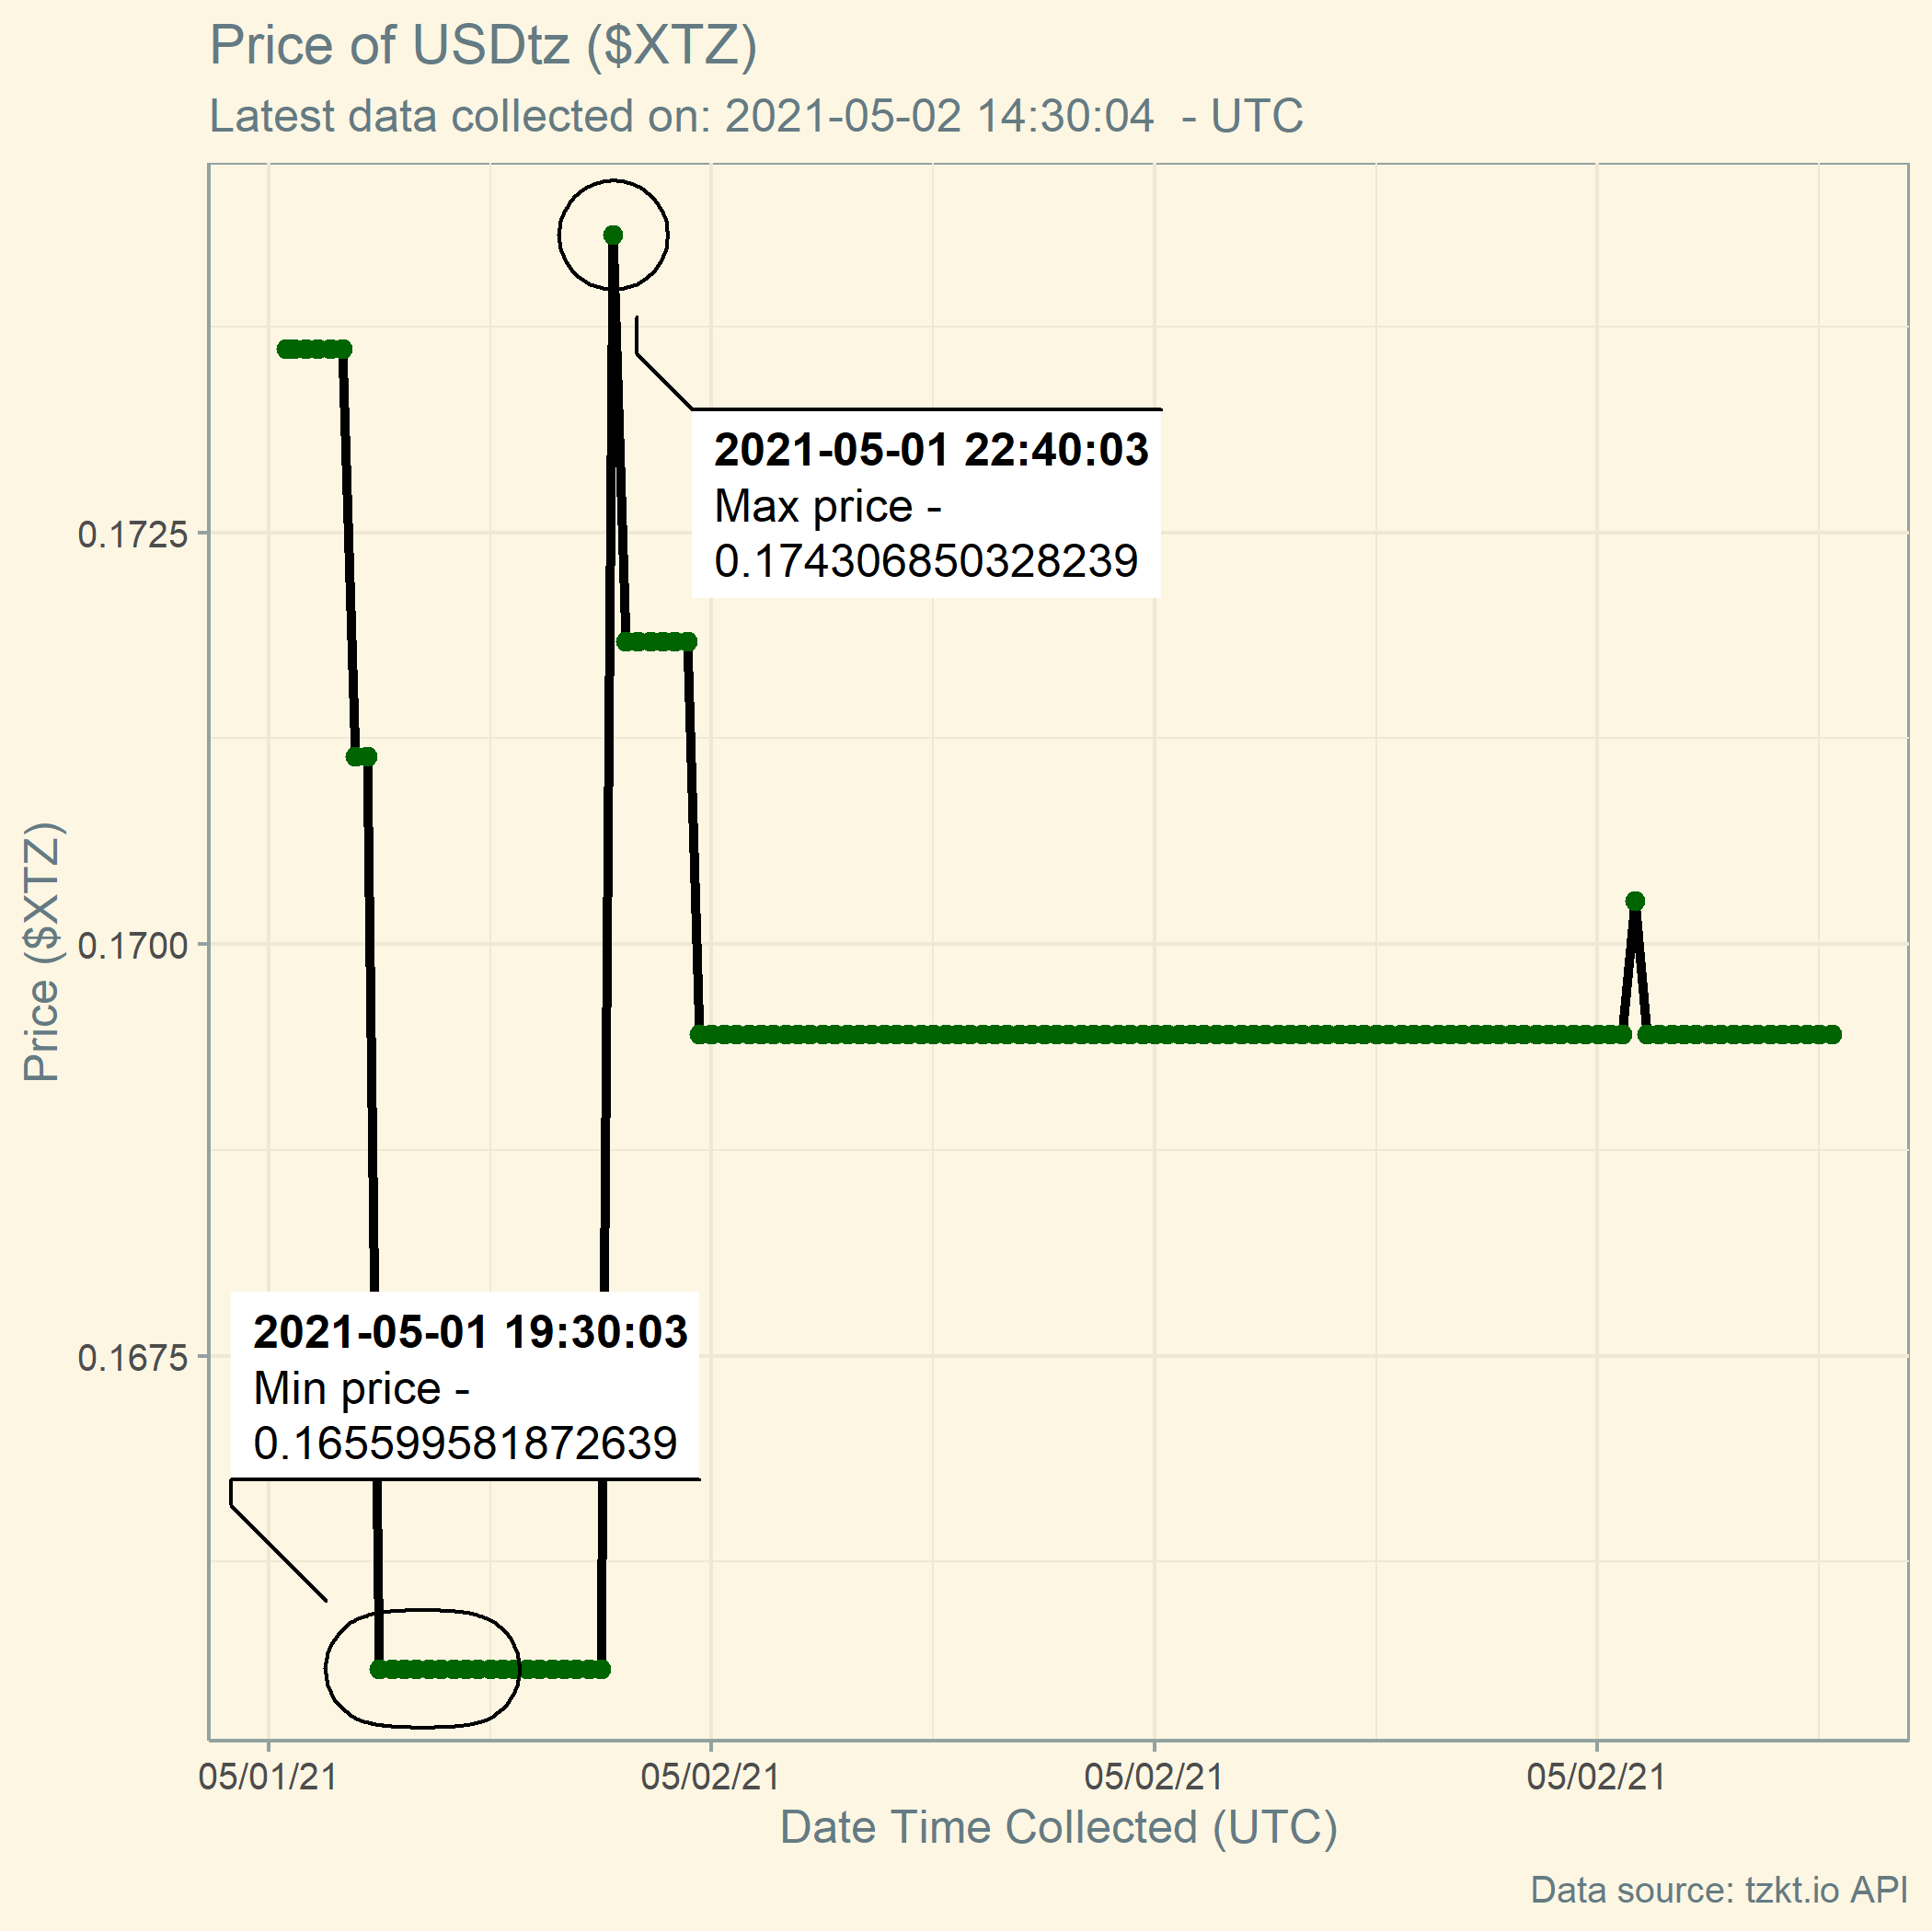 Price of USDtz ($XTZ)
Latest data collected on: 2021-05-02 14:30:04  - UTC
Price ($XTZ)
0.1725
0.1700
0.1675
2021-05-01 22:40:03
Max price -
0.174306850328239
2021-05-01 19:30:03
Min price -
0.165599581872639
05/01/21
05/02/21
05/02/21
05/02/21
Date Time Collected (UTC)
Data source: tzkt.io API